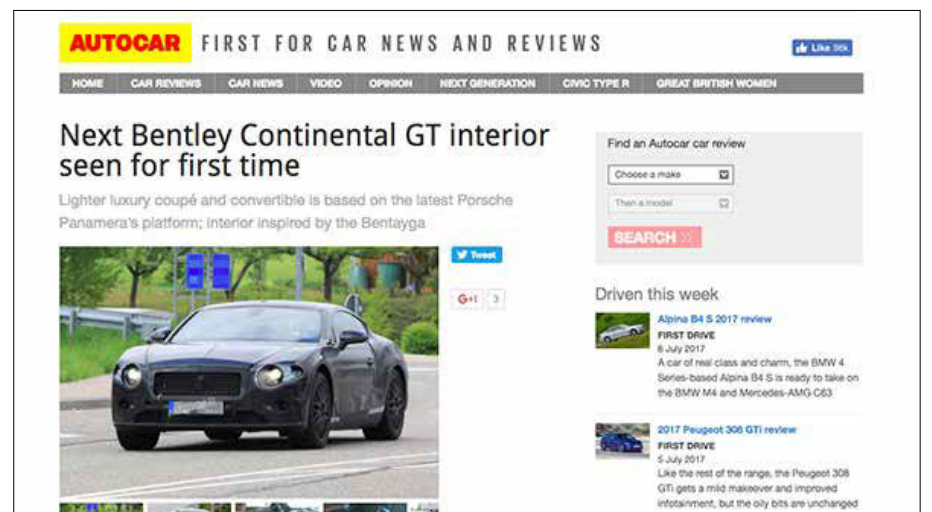 AUTOCAR FIRST FOR CAR NEWS AND REVIEWS
Like 98k
HOME CAR REVIEWS CAR NEWS VIDEO OPINION NEXT GENERATION CIVIC TYPE R GREAT BRITISH WOMEN
Next Bentley Continental GT interior
seen for first time
Lighter luxury coupé and convertible is based on the latest Porsche
Panamera's platform; interior inspired by the Bentayga
Tweet
G+1 3
Find an Autocar car review
Choose a make
Then a model
SEARCH
Driven this week
Alpina B4 S 2017 review
FIRST DRIVE
6 July 2017
A car of real class and charm, the BMW 4
Series-based Alpina B4 S is ready to take on
the BMW M4 and Mercedes-AMG C63
2017 Peugeot 308 GTi review
FIRST DRIVE
5 July 2017
Like the rest of the range, the Peugeot 308
GTi gets a mild makeover and improved
infotainment, but the oily bits are unchanged